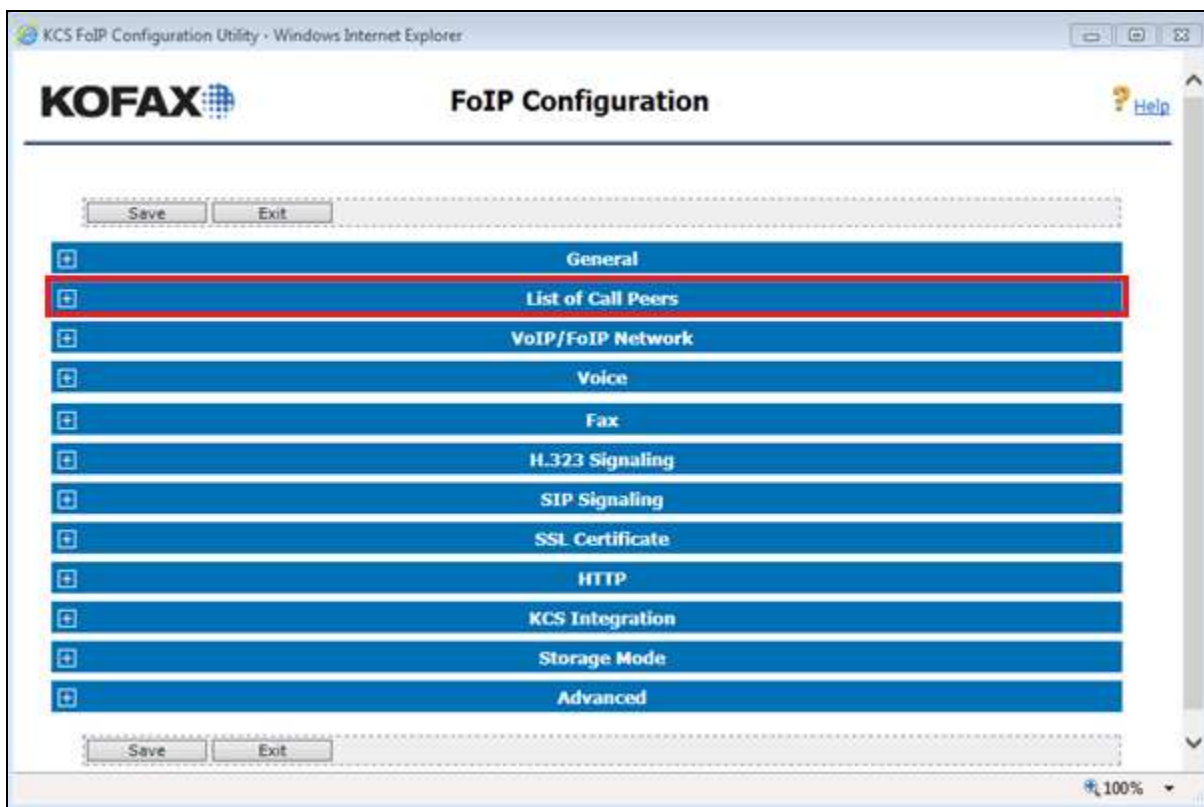 KCS FoIP Configuration Utility - Windows Internet Explorer
KOFAX
FoIP Configuration
Help
Save Exit
General
List of Call Peers
VoIP/FoIP Network
Voice
Fax
H.323 Signaling
SIP Signaling
SSL Certificate
HTTP
KCS Integration
Storage Mode
Advanced
Save Exit
100%